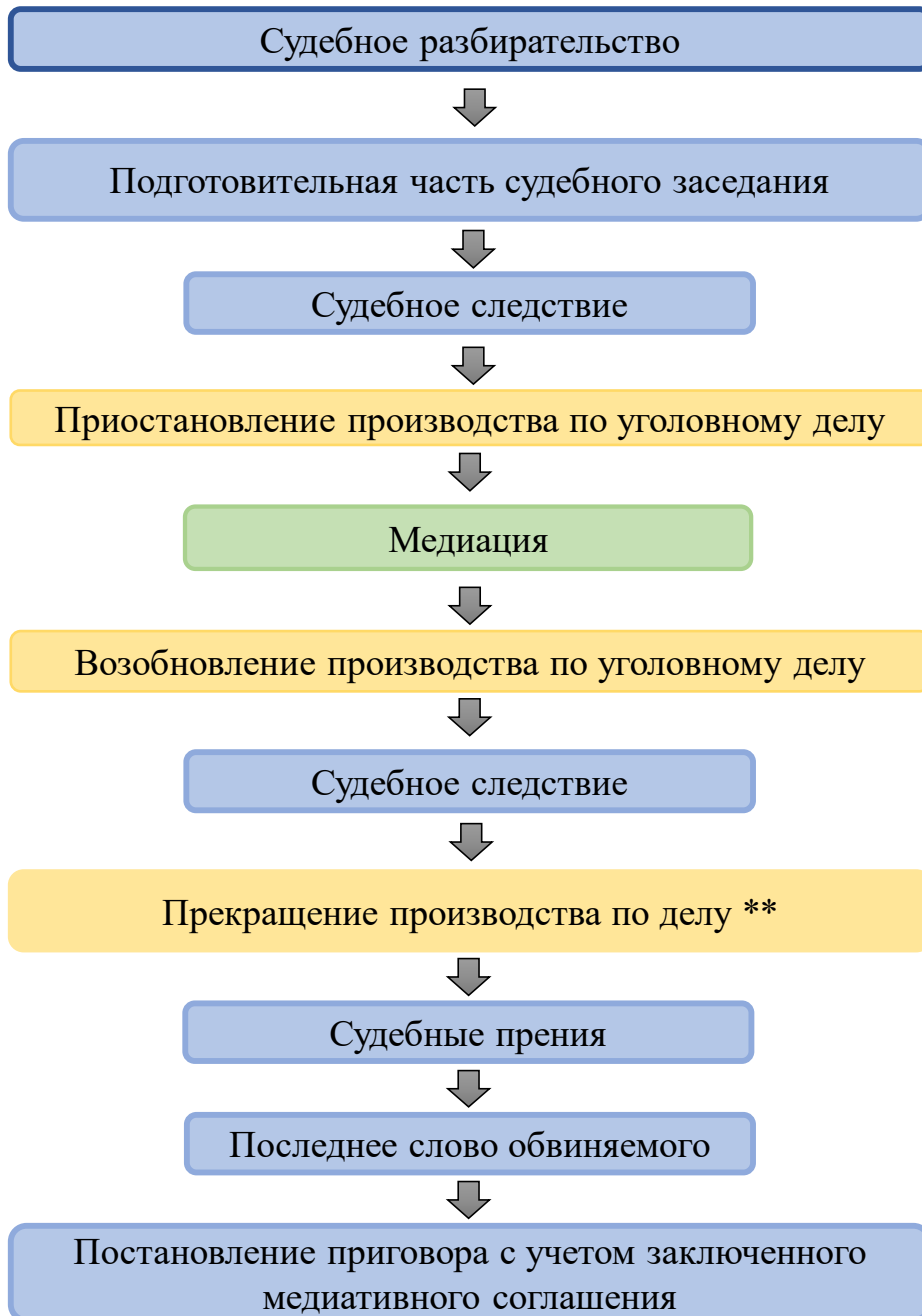 Судебное разбирательство
Подготовительная часть судебного заседания
Судебное следствие
Приостановление производства по уголовному делу
Медиация
Возобновление производства по уголовному делу
Судебное следствие
Прекращение производства по делу **
Судебные прения
Последнее слово обвиняемого
Постановление приговора с учетом заключенного
медиативного соглашения